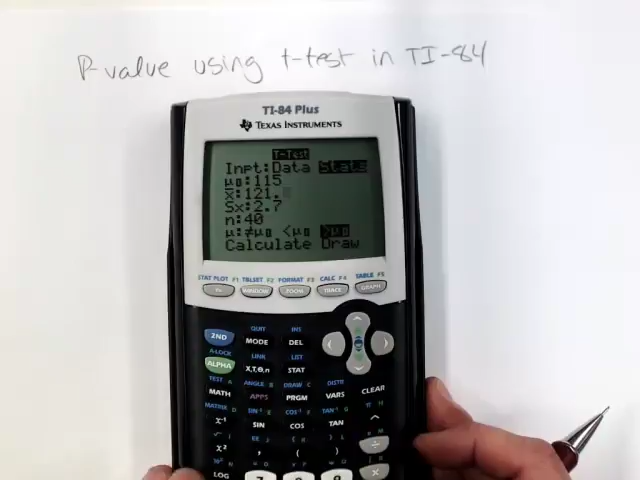 P-value using t-test in TI-84
TI-84 Plus
TEXAS INSTRUMENTS
T-Test
Inpt:Data Stats
μ₀:115
x̄:121.
Sx:2.7
n:40
μ:≠μ₀ <μ₀ >μ₀
Calculate Draw
STAT PLOT F1 TBLSET F2 FORMAT F3 CALC F4 TABLE F5
Y= WINDOW ZOOM TRACE GRAPH
QUIT INS
2ND MODE DEL
A-LOCK LINK LIST
ALPHA X,T,Θ,n STAT
TEST A ANGLE B DRAW C DISTR
MATH APPS PRGM VARS CLEAR
MATRIX D SIN⁻¹ E COS⁻¹ F TAN⁻¹ G π H
x⁻¹ SIN COS TAN ^
√ I EE J { K } L
x² , ( ) ÷
LOG 7 8 9 ×